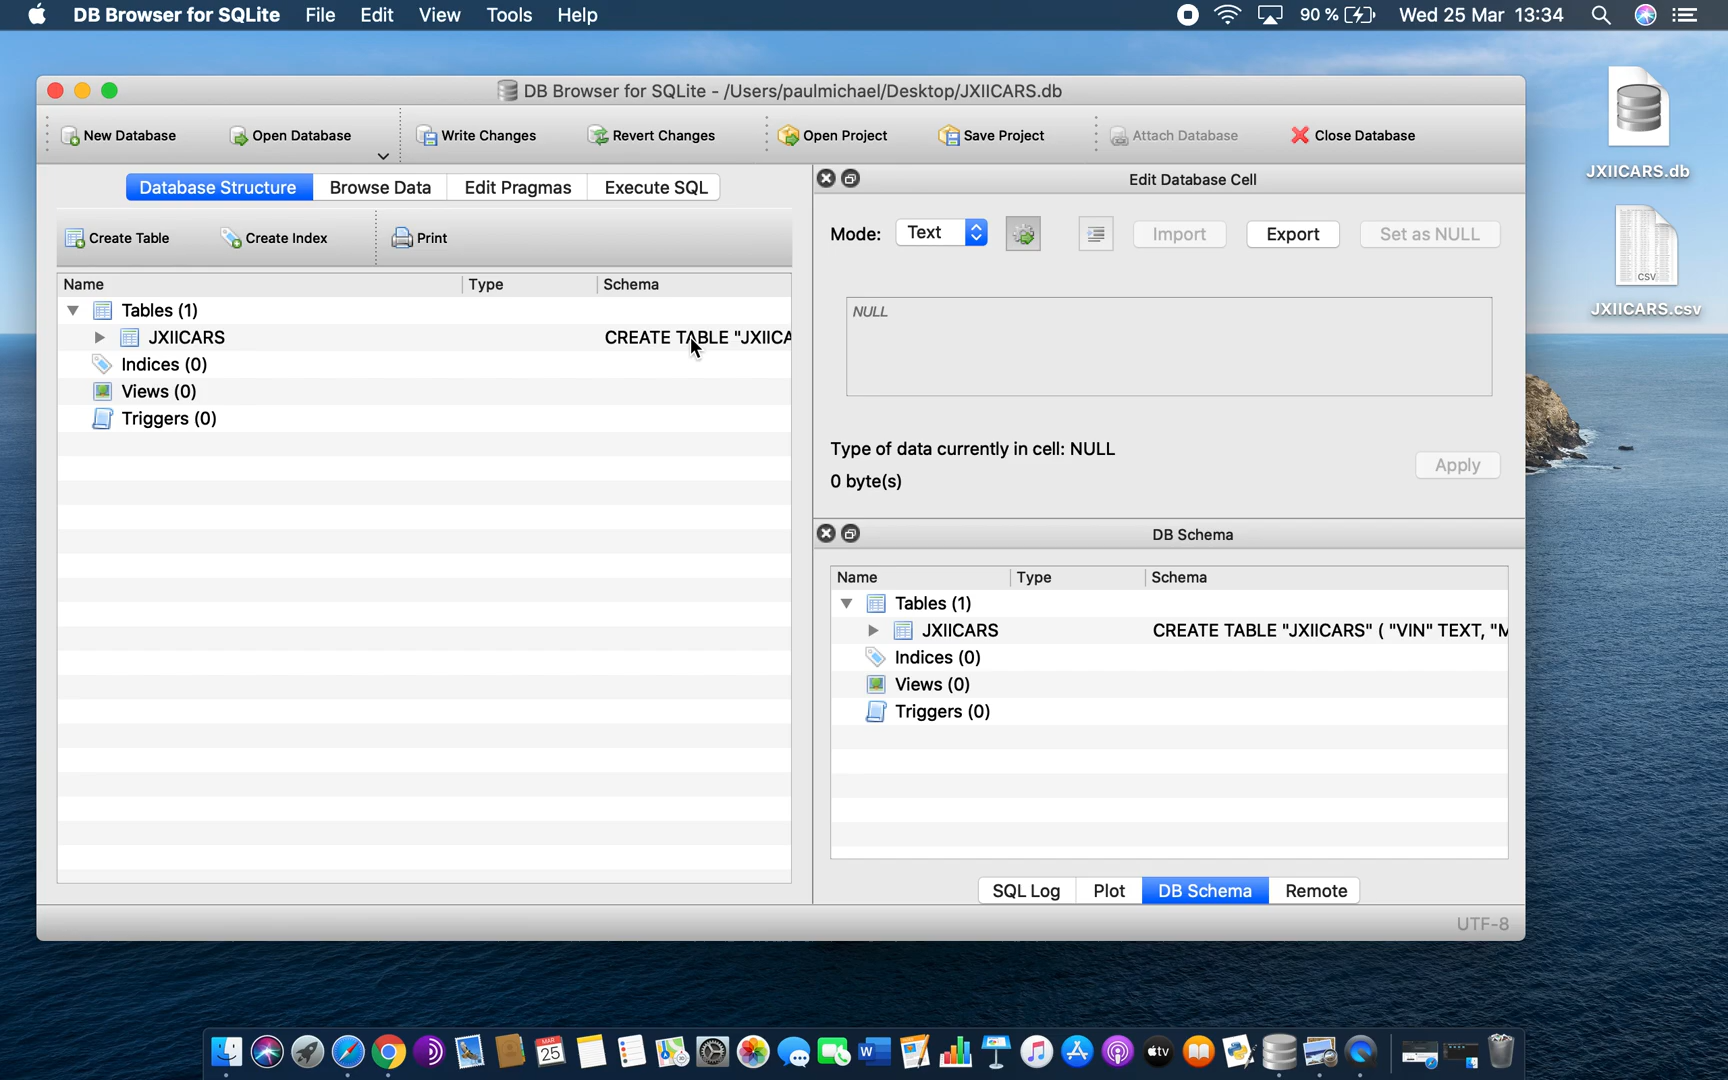 DB Browser for SQLite File Edit View Tools Help 90 % Wed 25 Mar 13:34
DB Browser for SQLite - /Users/paulmichael/Desktop/JXIICARS.db
New Database Open Database Write Changes Revert Changes Open Project Save Project Attach Database Close Database
JXIICARS.db
Database Structure Browse Data Edit Pragmas Execute SQL
Edit Database Cell
Create Table Create Index Print
Mode: Text Import Export Set as NULL
CSV
JXIICARS.csv
Name Type Schema
Tables (1)
JXIICARS CREATE TABLE "JXIICA
Indices (0)
Views (0)
Triggers (0)
NULL
Type of data currently in cell: NULL
0 byte(s)
Apply
DB Schema
Name Type Schema
Tables (1)
JXIICARS CREATE TABLE "JXIICARS" ( "VIN" TEXT, "M
Indices (0)
Views (0)
Triggers (0)
SQL Log Plot DB Schema Remote
UTF-8
MAR
25
W
tv